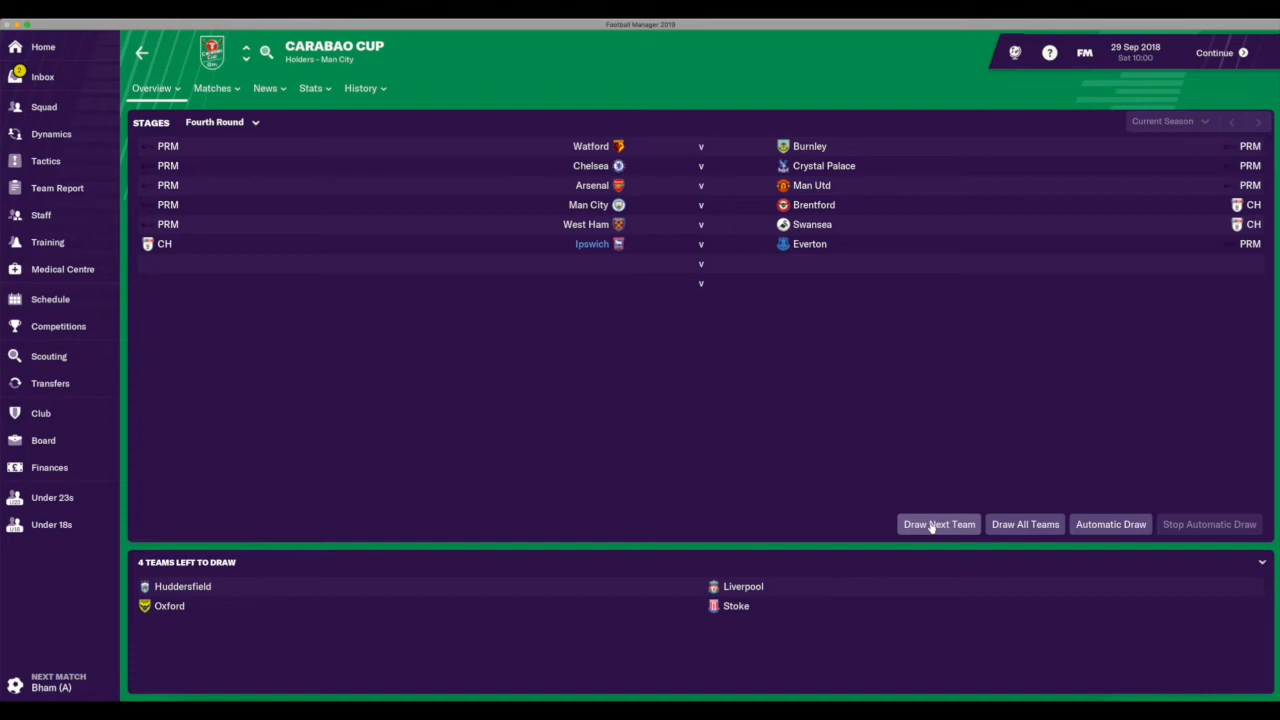 Football Manager 2019
Home
2
Inbox
Squad
Dynamics
Tactics
Team Report
Staff
Training
Medical Centre
Schedule
Competitions
Scouting
Transfers
Club
Board
Finances
Under 23s
Under 18s
NEXT MATCH
Bham (A)
CARABAO CUP
Holders - Man City
FM
29 Sep 2018
Sat 10:00
Continue
Overview Matches News Stats History
STAGES Fourth Round Current Season
PRM Watford v Burnley PRM
PRM Chelsea v Crystal Palace PRM
PRM Arsenal v Man Utd PRM
PRM Man City v Brentford CH
PRM West Ham v Swansea CH
CH Ipswich v Everton PRM
v
v
Draw Next Team Draw All Teams Automatic Draw Stop Automatic Draw
4 TEAMS LEFT TO DRAW
Huddersfield Liverpool
Oxford Stoke